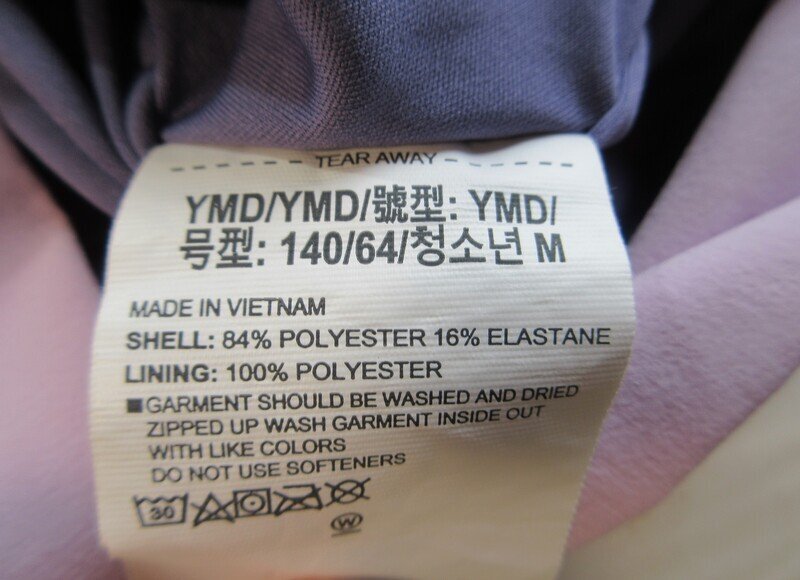 TEAR AWAY
YMD/YMD/號型: YMD/
号型: 140/64/청소년 M
MADE IN VIETNAM
SHELL: 84% POLYESTER 16% ELASTANE
LINING: 100% POLYESTER
■GARMENT SHOULD BE WASHED AND DRIED
ZIPPED UP WASH GARMENT INSIDE OUT
WITH LIKE COLORS
DO NOT USE SOFTENERS
30
W